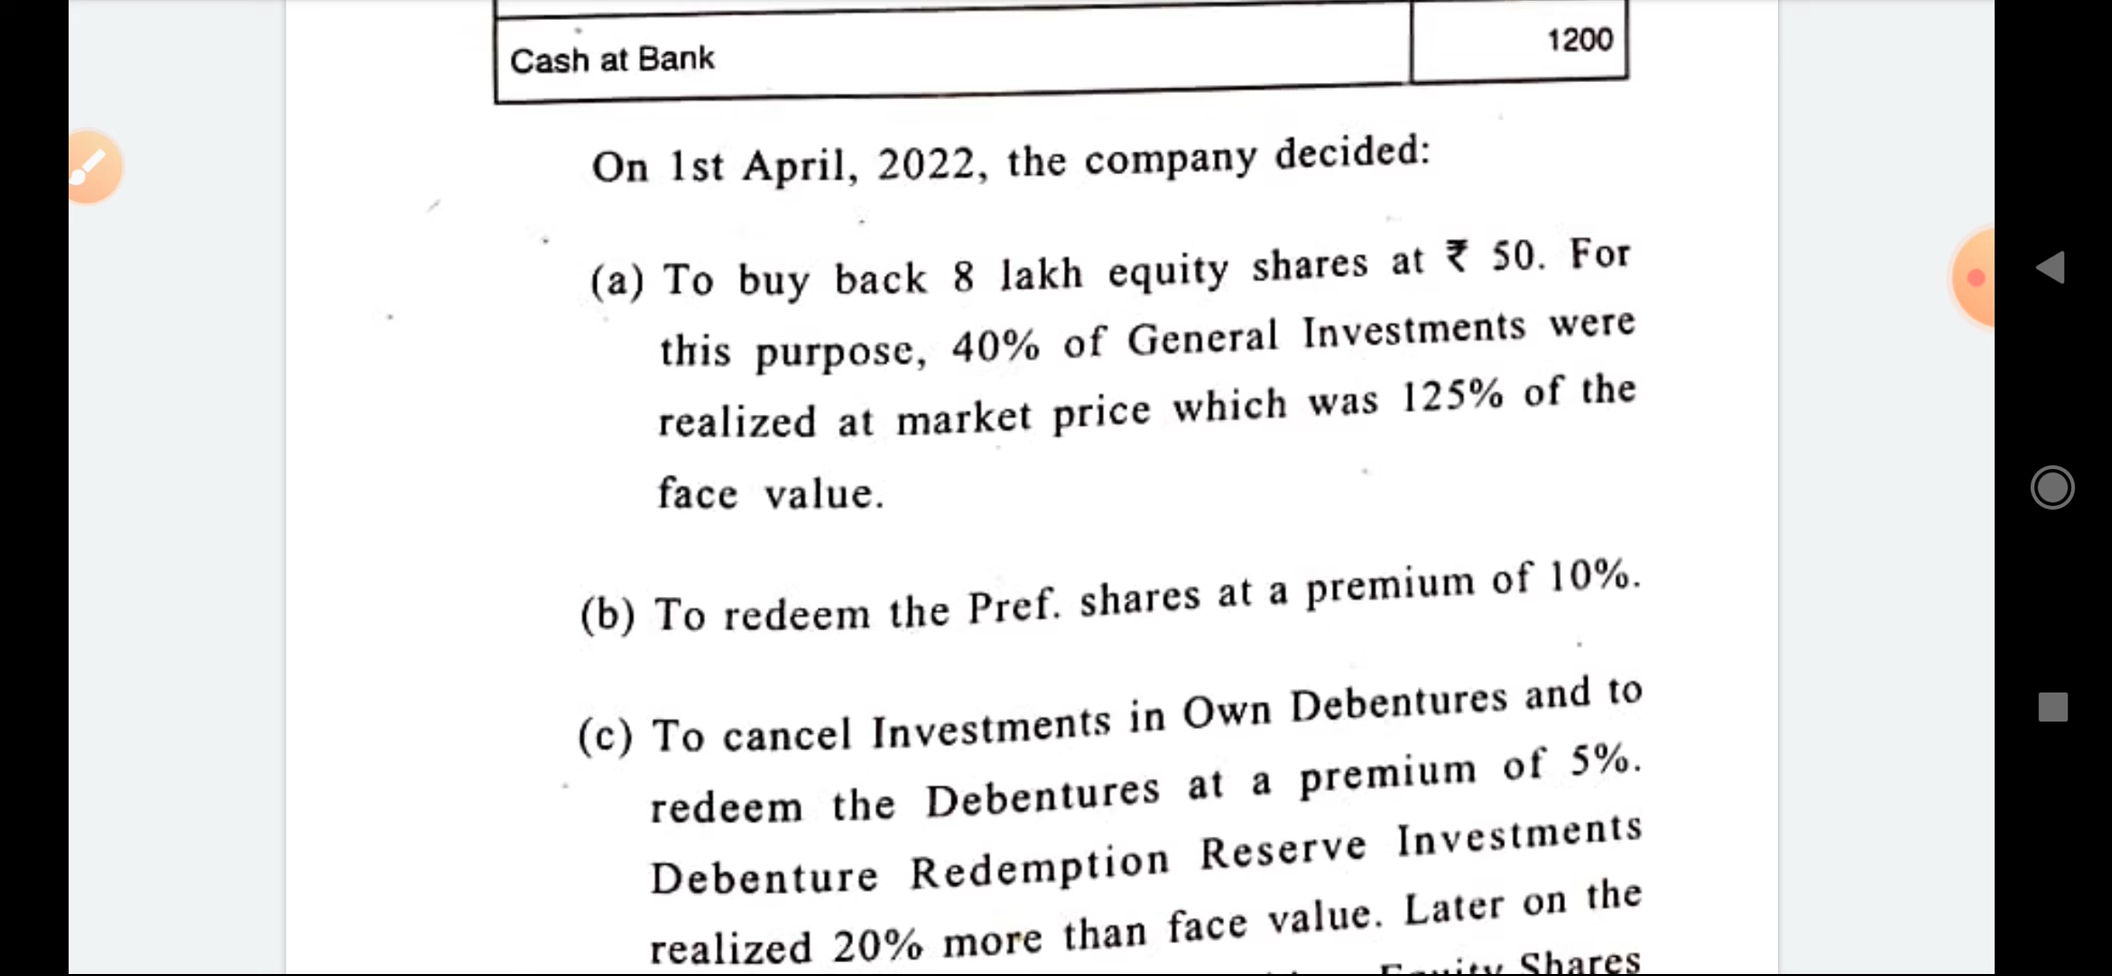 Cash at Bank 1200
On 1st April, 2022, the company decided:
(a) To buy back 8 lakh equity shares at ₹ 50. For
this purpose, 40% of General Investments were
realized at market price which was 125% of the
face value.
(b) To redeem the Pref. shares at a premium of 10%.
(c) To cancel Investments in Own Debentures and to
redeem the Debentures at a premium of 5%.
Debenture Redemption Reserve Investments
realized 20% more than face value. Later on the
Shares